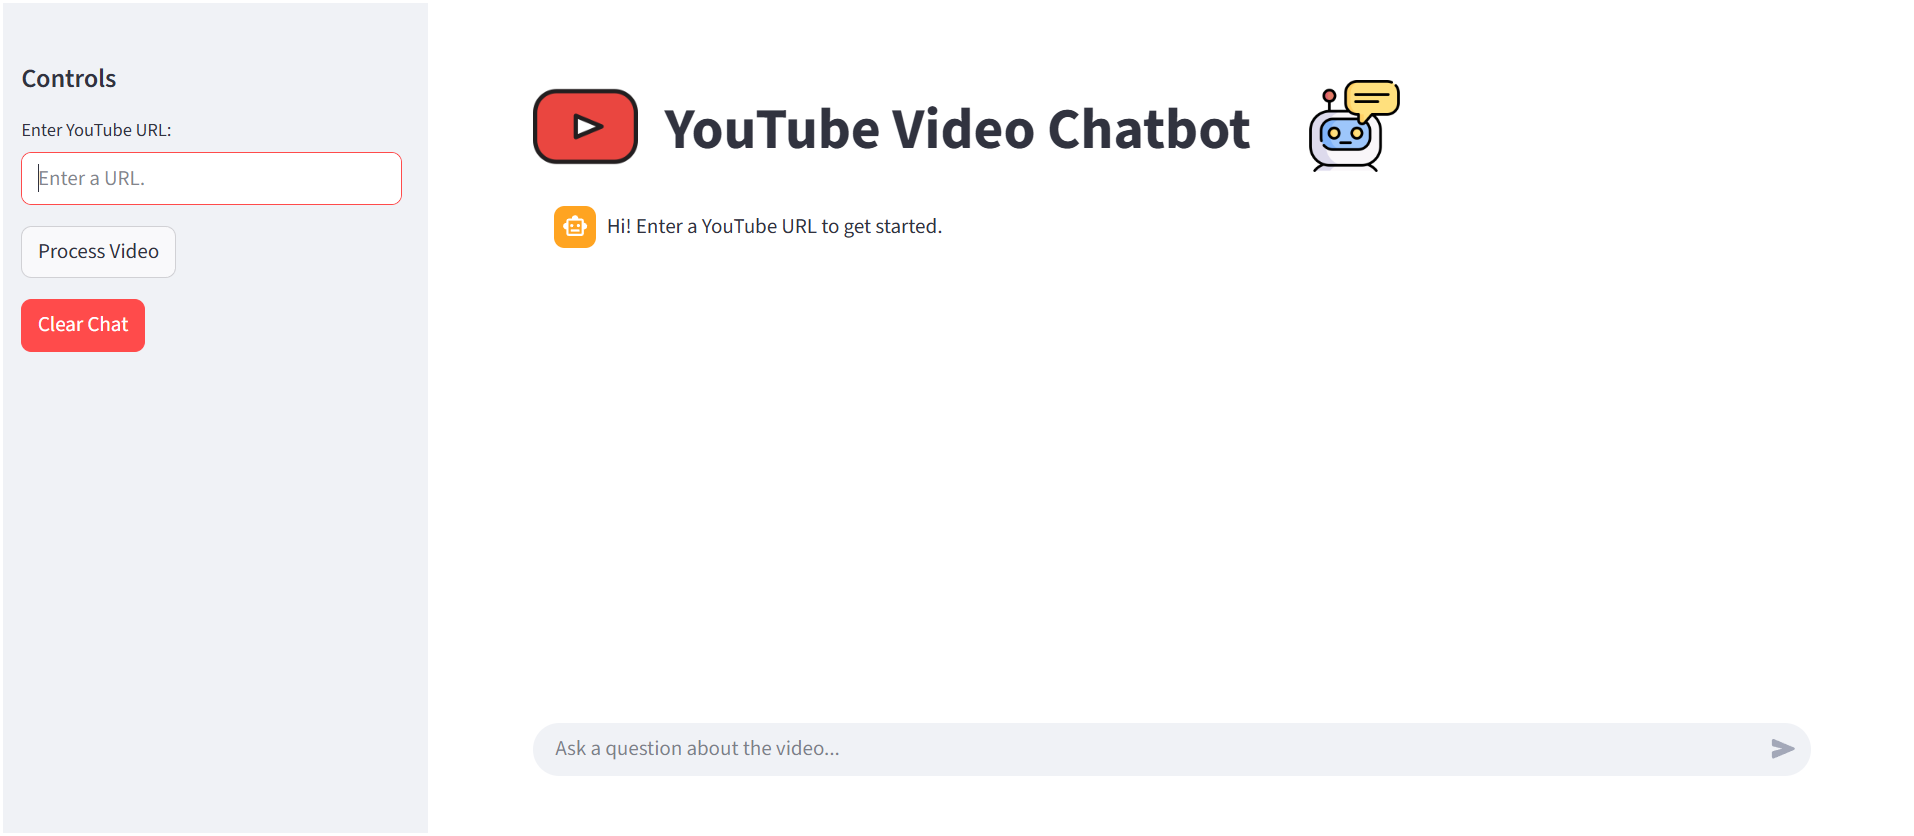 Controls
Enter YouTube URL:
Enter a URL.
Process Video
Clear Chat
YouTube Video Chatbot
Hi! Enter a YouTube URL to get started.
Ask a question about the video...